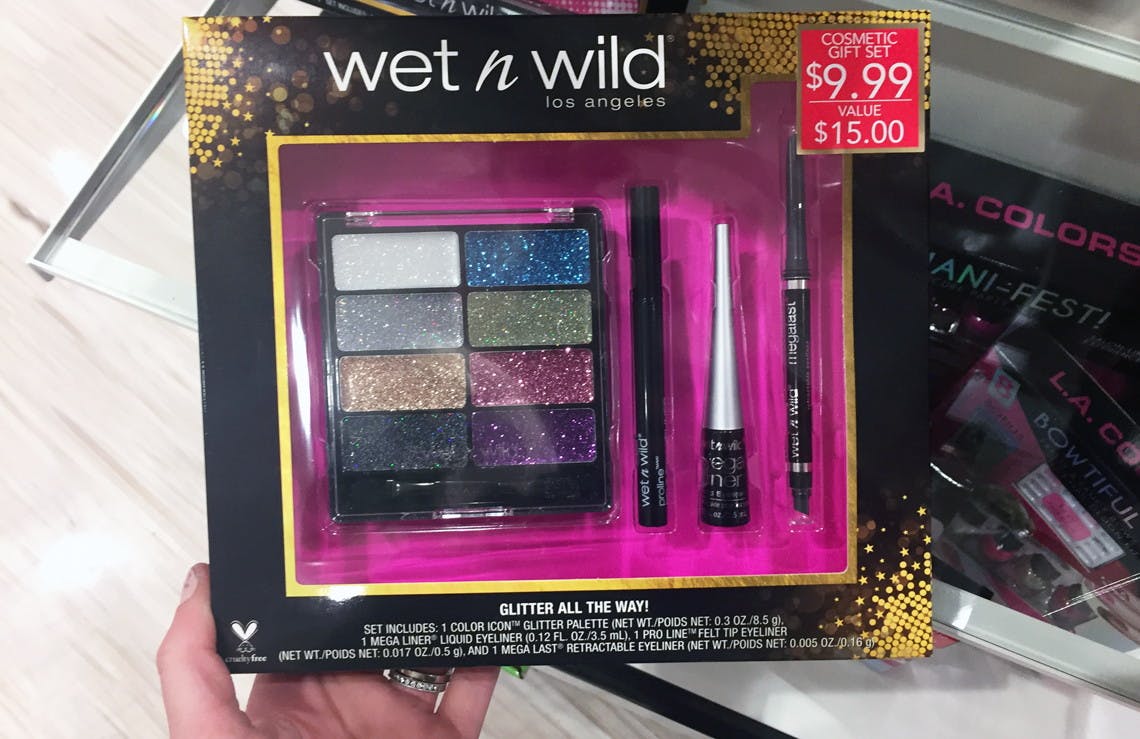 wet n wild®
los angeles
COSMETIC
GIFT SET
$9.99
VALUE
$15.00
wet n wild®
proline™
wet n wild
mega
liner
wet n wild® megalast
GLITTER ALL THE WAY!
SET INCLUDES: 1 COLOR ICON™ GLITTER PALETTE (NET WT./POIDS NET: 0.3 OZ./8.5 g),
1 MEGA LINER® LIQUID EYELINER (0.12 FL. OZ./3.5 mL), 1 PRO LINE™ FELT TIP EYELINER
(NET WT./POIDS NET: 0.017 OZ./0.5 g), AND 1 MEGA LAST® RETRACTABLE EYELINER (NET WT./POIDS NET: 0.005 OZ./0.16 g)
crueltyfree
L.A. COLORS
MANI-FEST!
8
L.A. CO
BOWTIFUL